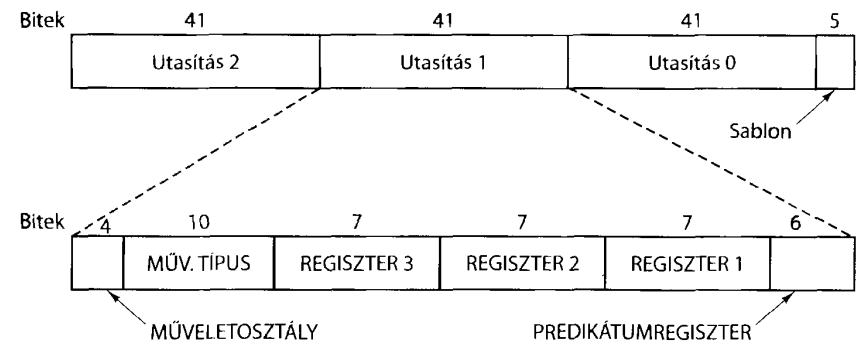 Bitek 41 41 41 5
Utasítás 2 Utasítás 1 Utasítás 0
Sablon
Bitek 4 10 7 7 7 6
MŰV. TÍPUS REGISZTER 3 REGISZTER 2 REGISZTER 1
MŰVELETOSZTÁLY PREDIKÁTUMREGISZTER